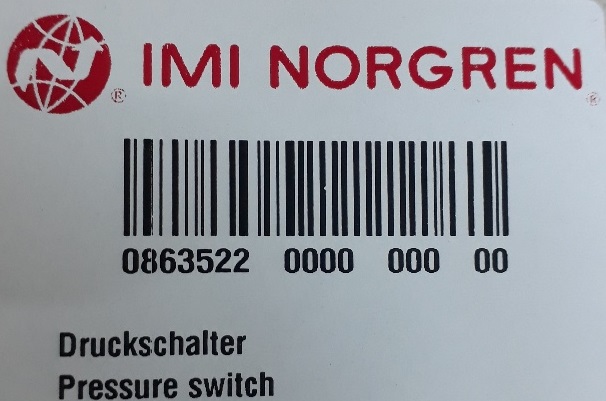 IMI NORGREN
0863522 0000 000 00
Druckschalter
Pressure switch